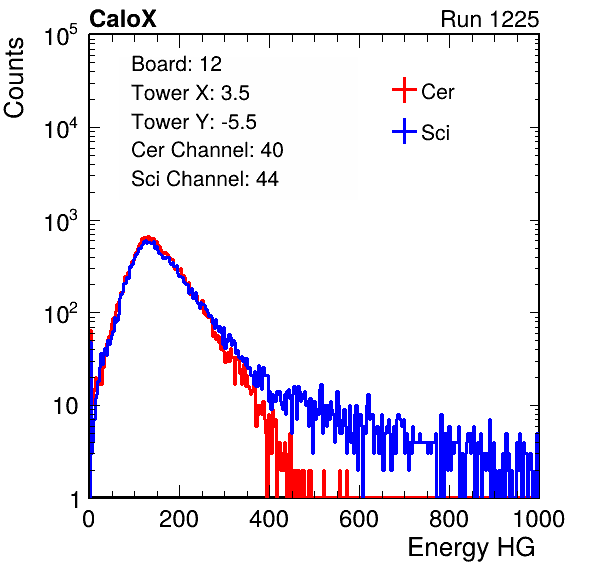 CaloX Run 1225
Counts
Board: 12
Tower X: 3.5
Tower Y: -5.5
Cer Channel: 40
Sci Channel: 44
Cer
Sci
10^5
10^4
10^3
10^2
10
1
0 200 400 600 800 1000
Energy HG